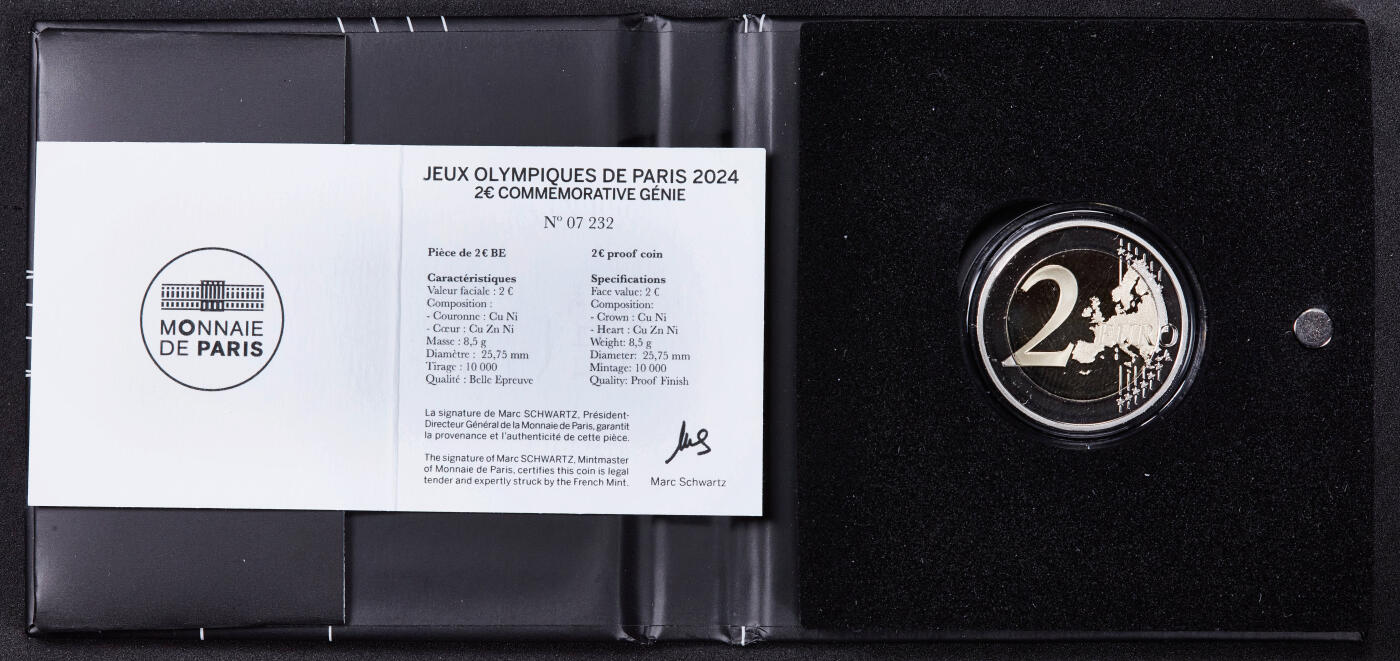 MONNAIE
DE PARIS
JEUX OLYMPIQUES DE PARIS 2024
2€ COMMEMORATIVE GÉNIE
Nº 07 232
Pièce de 2€ BE
Caractéristiques
Valeur faciale : 2 €
Composition :
- Couronne : Cu Ni
- Cœur : Cu Zn Ni
Masse : 8,5 g
Diamètre : 25,75 mm
Tirage : 10 000
Qualité : Belle Epreuve
2€ proof coin
Specifications
Face value: 2 €
Composition:
- Crown : Cu Ni
- Heart : Cu Zn Ni
Weight: 8,5 g
Diameter: 25,75 mm
Mintage: 10 000
Quality: Proof Finish
La signature de Marc SCHWARTZ, Président-
Directeur Général de la Monnaie de Paris, garantit
la provenance et l'authenticité de cette pièce.
The signature of Marc SCHWARTZ, Mintmaster
of Monnaie de Paris, certifies this coin is legal
tender and expertly struck by the French Mint.
Marc Schwartz
2 EURO